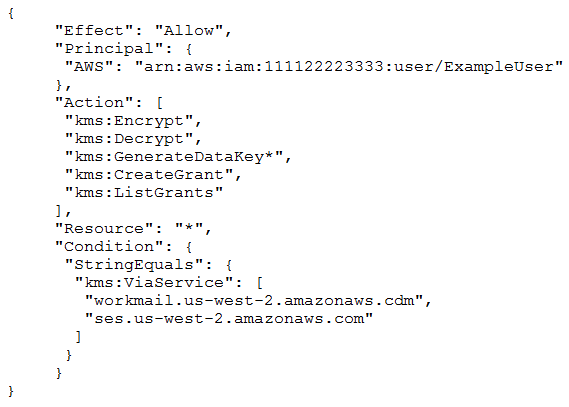 {
"Effect": "Allow",
"Principal": {
"AWS": "arn:aws:iam:111122223333:user/ExampleUser"
},
"Action": [
"kms:Encrypt",
"kms:Decrypt",
"kms:GenerateDataKey*",
"kms:CreateGrant",
"kms:ListGrants"
],
"Resource": "*",
"Condition": {
"StringEquals": {
"kms:ViaService": [
"workmail.us-west-2.amazonaws.cdm",
"ses.us-west-2.amazonaws.com"
]
}
}
}